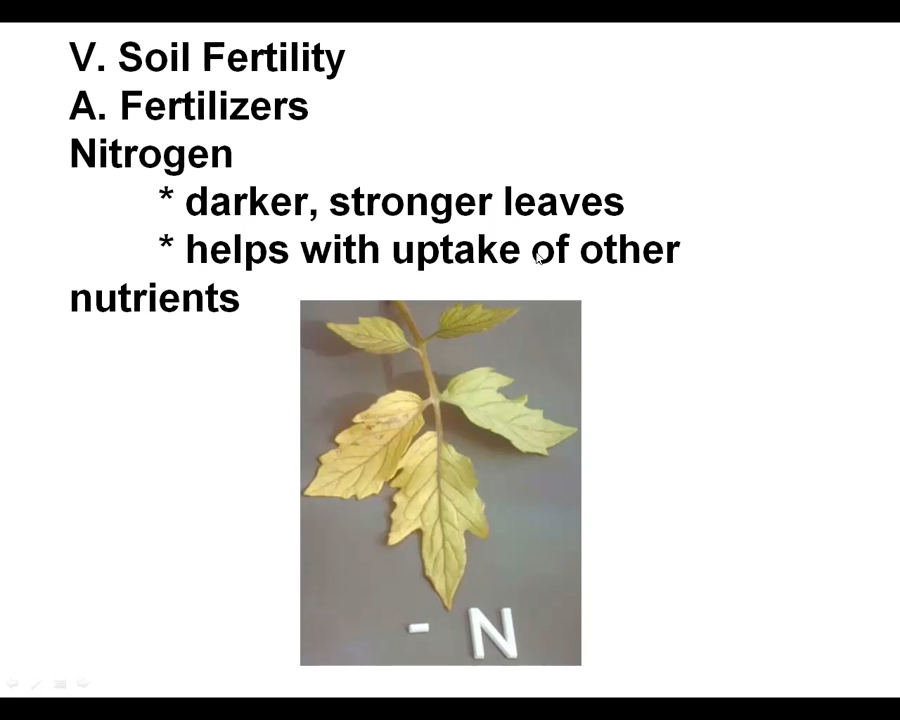 V. Soil Fertility
A. Fertilizers
Nitrogen
* darker, stronger leaves
* helps with uptake of other
nutrients
- N